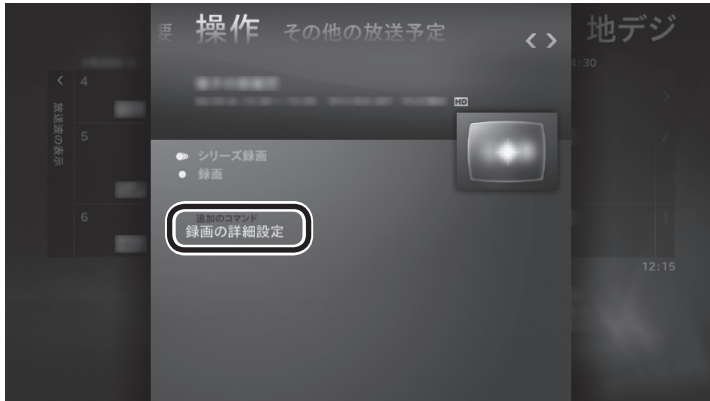 要 操作 その他の放送予定 < > 地デジ
4:30
< 4
放送波の表示
HD
5
シリーズ録画
録画
6
追加のコマンド
録画の詳細設定
12:15